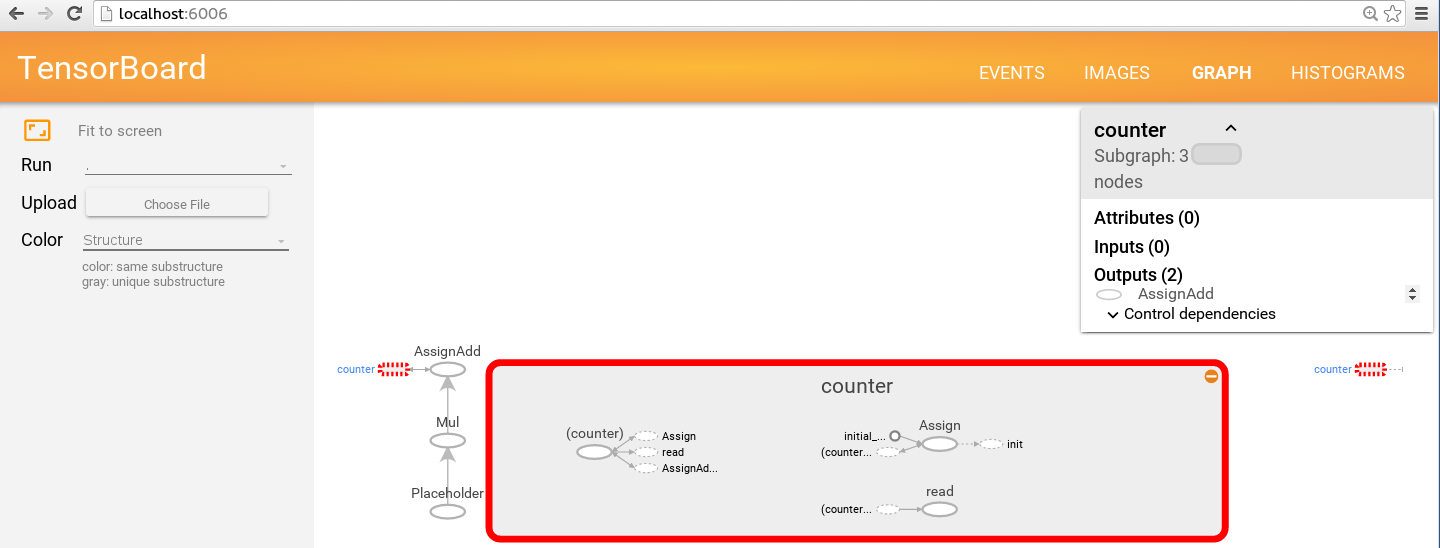 localhost:6006
TensorBoard
EVENTS
IMAGES
GRAPH
HISTOGRAMS
Fit to screen
Run
.
Upload
Choose File
Color
Structure
color: same substructure
gray: unique substructure
counter
Subgraph: 3
nodes
Attributes (0)
Inputs (0)
Outputs (2)
AssignAdd
Control dependencies
AssignAdd
counter
Mul
Placeholder
counter
(counter)
Assign
read
AssignAd...
Assign
initial_...
(counter...
init
read
(counter...
counter